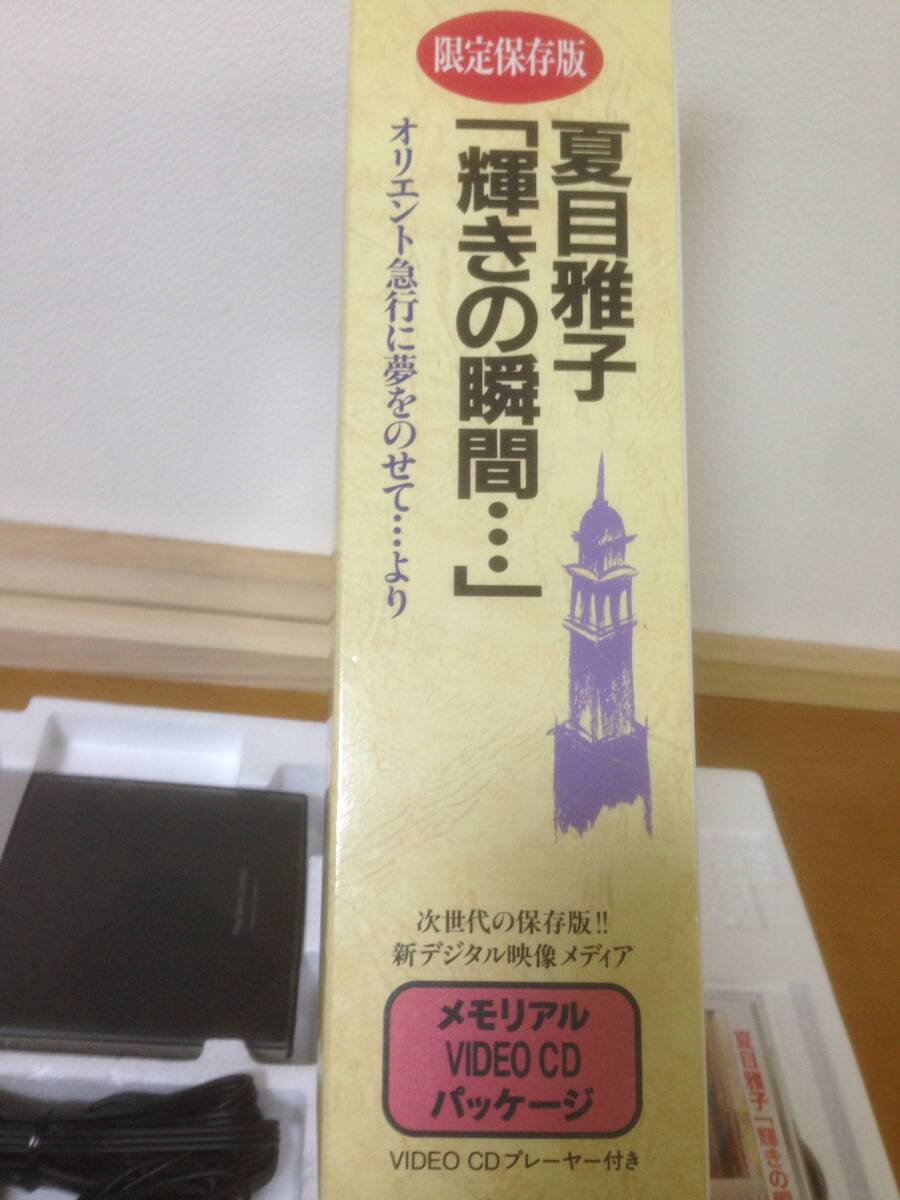 限定保存版
夏目雅子
「輝きの瞬間…」
オリエント急行に夢をのせて…より
次世代の保存版!!
新デジタル映像メディア
メモリアル
VIDEO CD
パッケージ
VIDEO CDプレーヤー付き
夏目雅子「輝きの